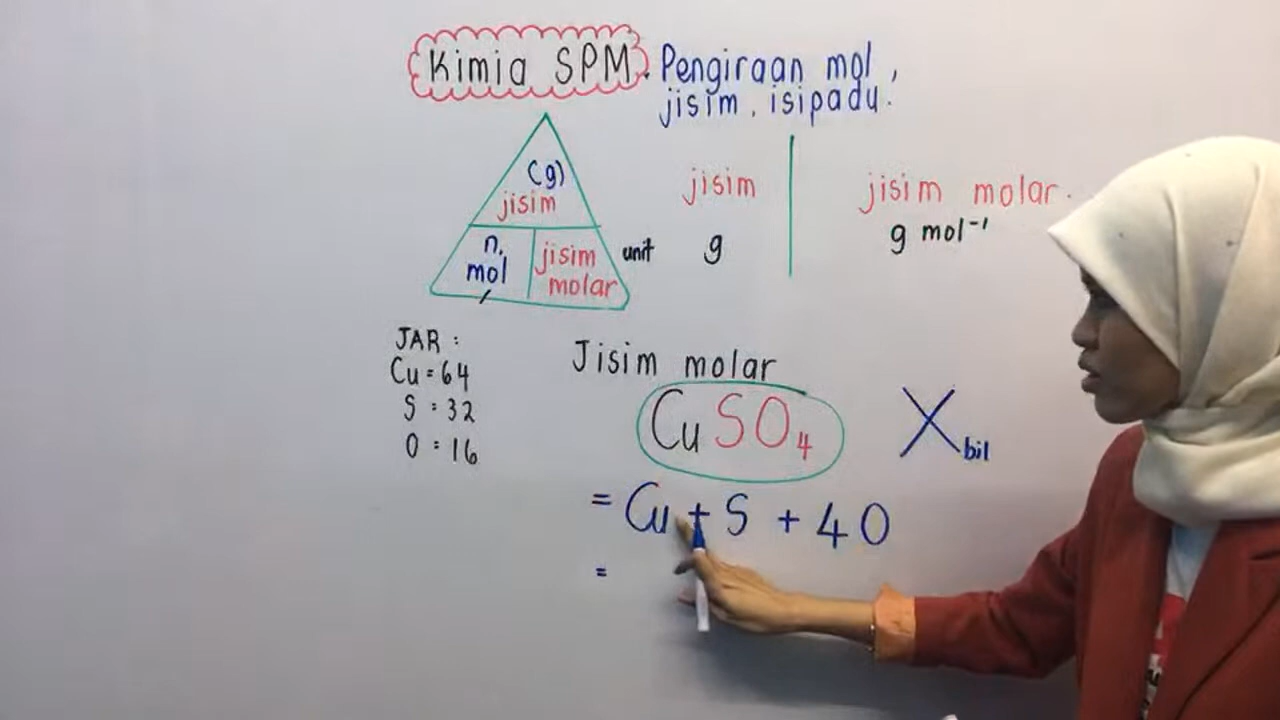 Kimia SPM. Pengiraan mol,
jisim, isipadu.
(g)
jisim
n.
mol
jisim
molar
unit
jisim
g
jisim molar.
g mol⁻¹
JAR :
Cu = 64
S : 32
O : 16
Jisim molar
CuSO₄
X bil
= Cu + S + 4O
=